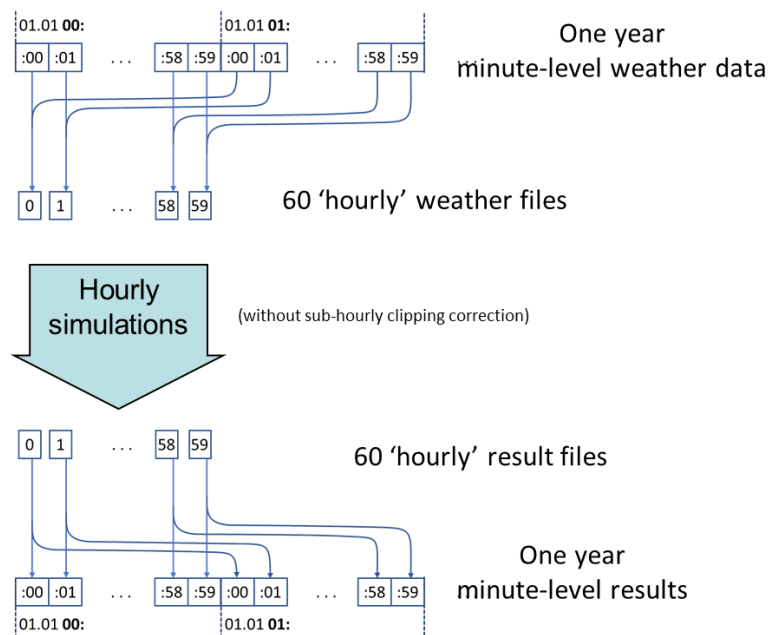 01.01 00:
01.01 01:
:00 :01 ... :58 :59 :00 :01 ... :58 :59
One year
minute-level weather data
0 1 ... 58 59
60 ‘hourly’ weather files
Hourly
simulations
(without sub-hourly clipping correction)
0 1 ... 58 59
60 ‘hourly’ result files
One year
minute-level results
:00 :01 ... :58 :59 :00 :01 ... :58 :59
01.01 00:
01.01 01: